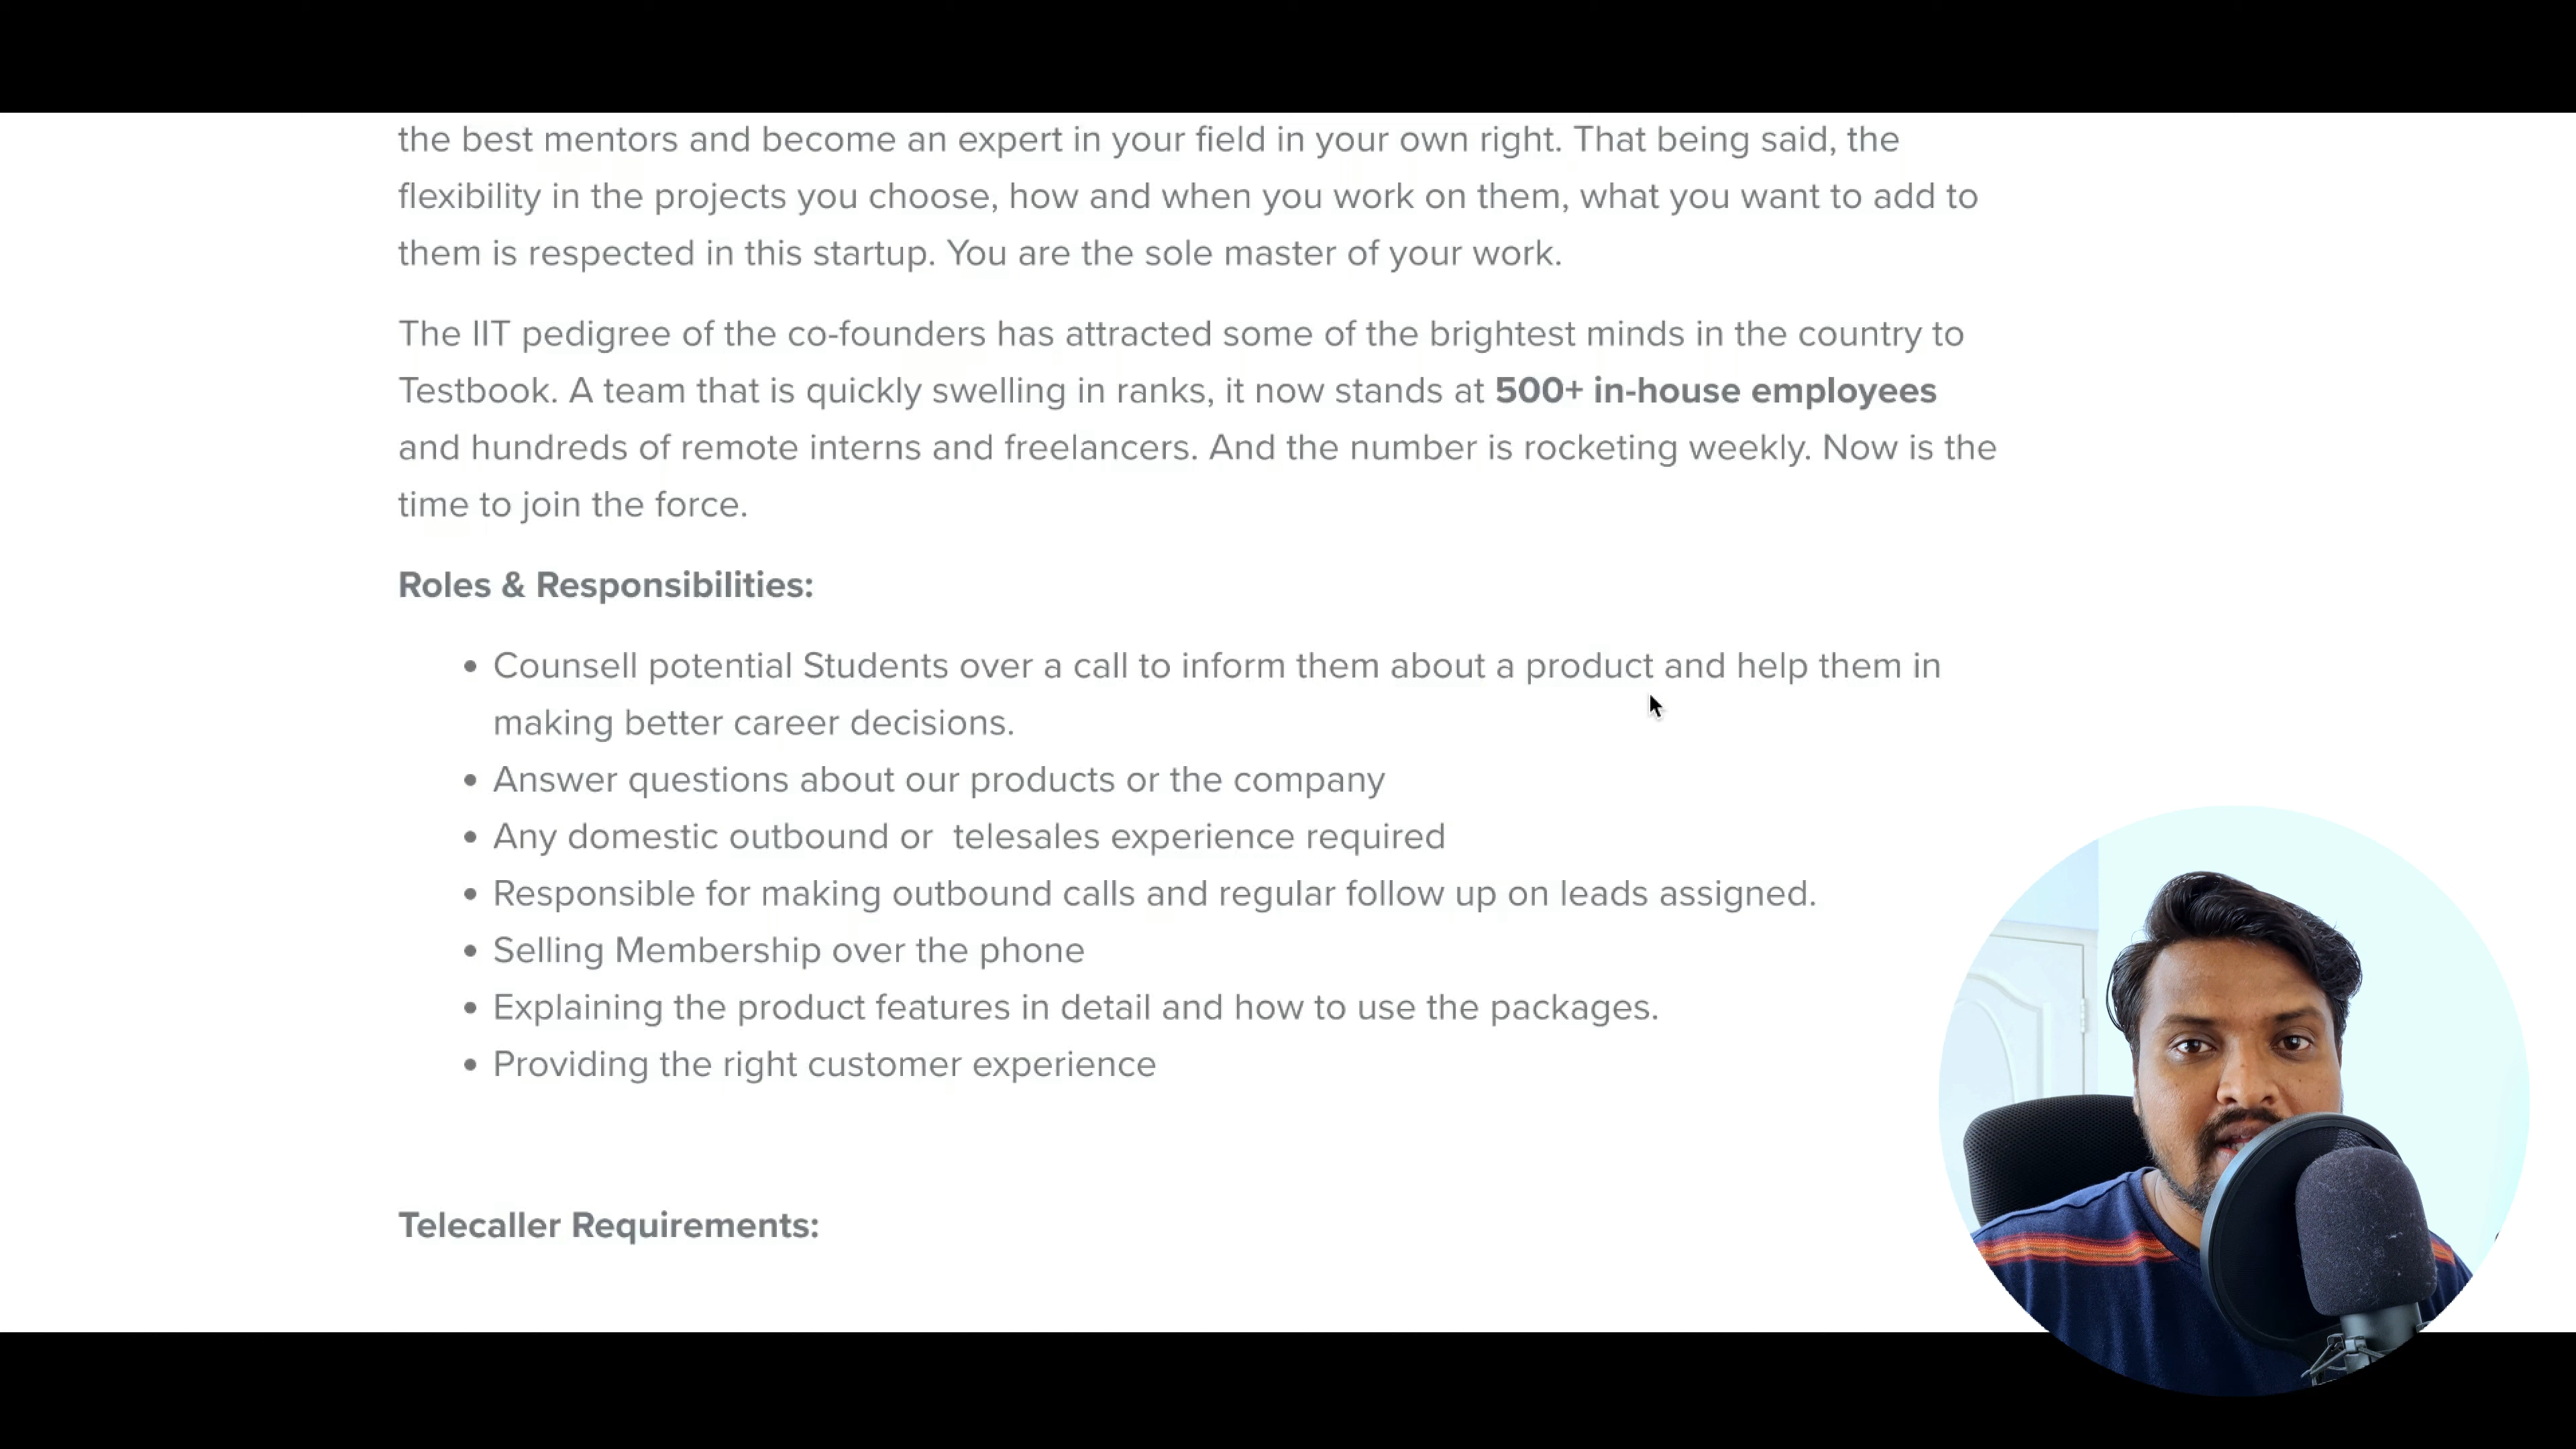 the best mentors and become an expert in your field in your own right. That being said, the
flexibility in the projects you choose, how and when you work on them, what you want to add to
them is respected in this startup. You are the sole master of your work.
The IIT pedigree of the co-founders has attracted some of the brightest minds in the country to
Testbook. A team that is quickly swelling in ranks, it now stands at 500+ in-house employees
and hundreds of remote interns and freelancers. And the number is rocketing weekly. Now is the
time to join the force.
Roles & Responsibilities:
• Counsell potential Students over a call to inform them about a product and help them in
making better career decisions.
• Answer questions about our products or the company
• Any domestic outbound or  telesales experience required
• Responsible for making outbound calls and regular follow up on leads assigned.
• Selling Membership over the phone
• Explaining the product features in detail and how to use the packages.
• Providing the right customer experience
Telecaller Requirements: